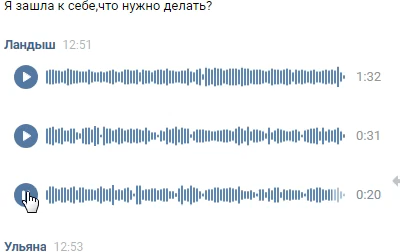 Я зашла к себе,что нужно делать?
Ландыш 12:51
1:32
0:31
0:20
Ульяна 12:53